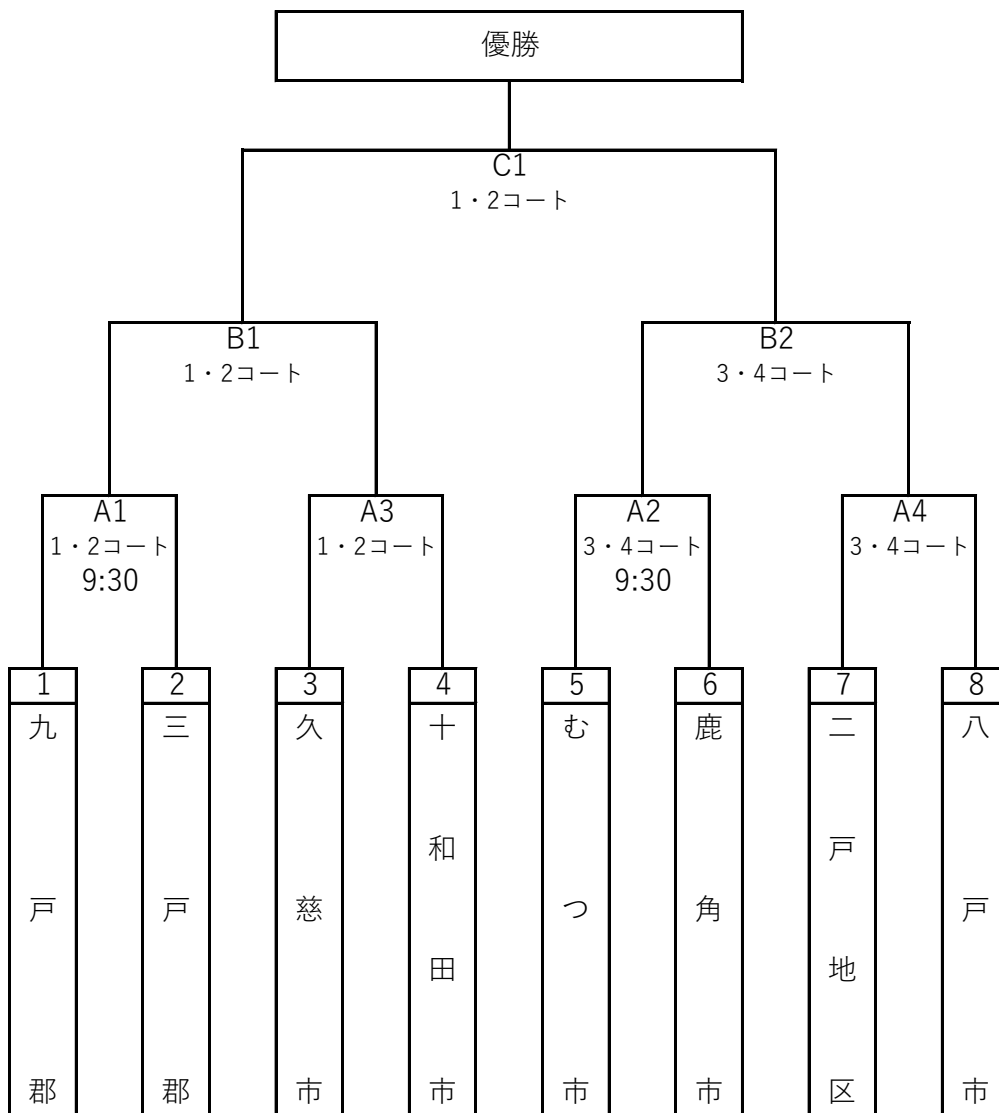 優勝
C1
1・2コート
B1
1・2コート
B2
3・4コート
A1
1・2コート
9:30
A3
1・2コート
A2
3・4コート
9:30
A4
3・4コート
1
九戸郡
2
三戸郡
3
久慈市
4
十和田市
5
むつ市
6
鹿角市
7
二戸地区
8
八戸市